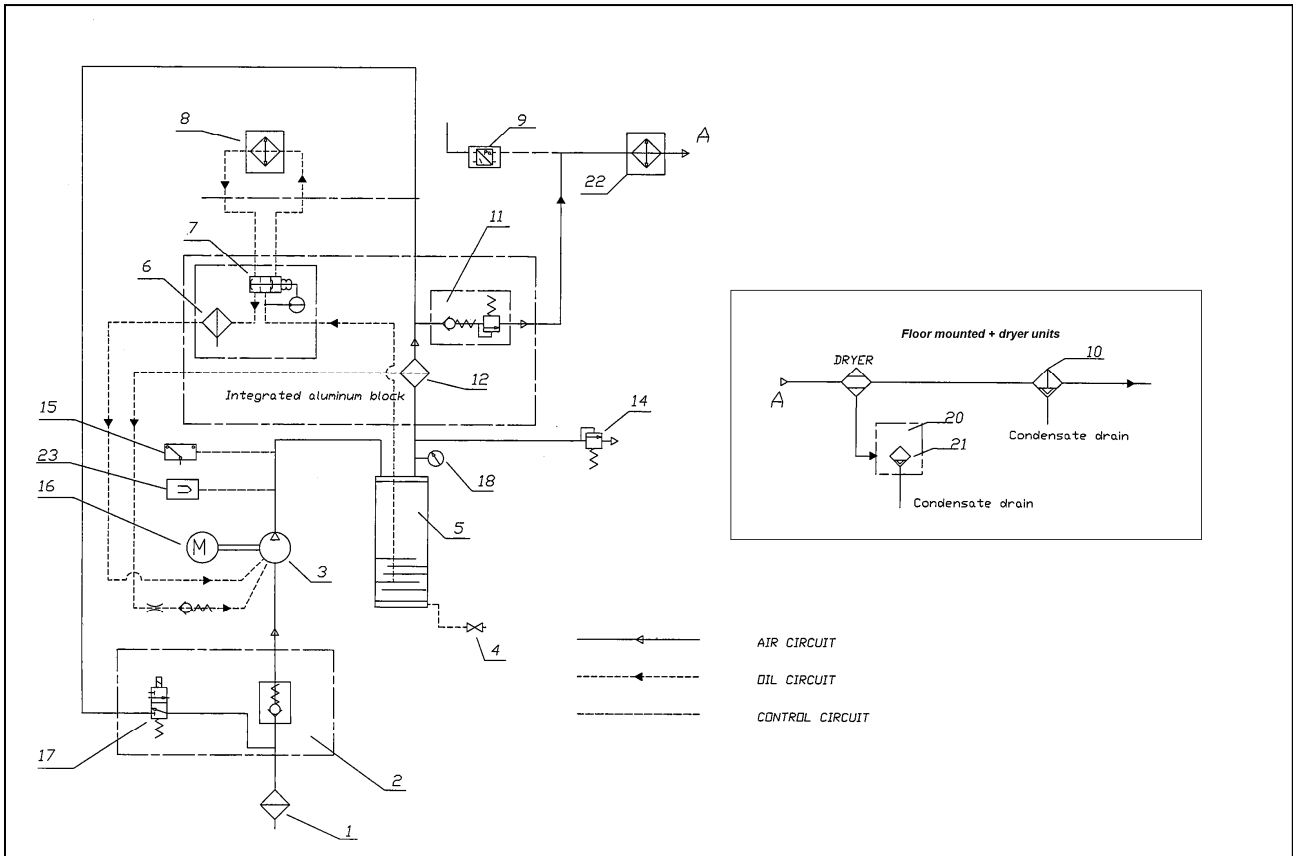 8
9
A
22
7
11
6
Floor mounted + dryer units
DRYER
10
A
12
Integrated aluminum block
20
14
15
Condensate drain
21
23
18
16
5
Condensate drain
M
3
4
AIR CIRCUIT
OIL CIRCUIT
CONTROL CIRCUIT
17
2
1